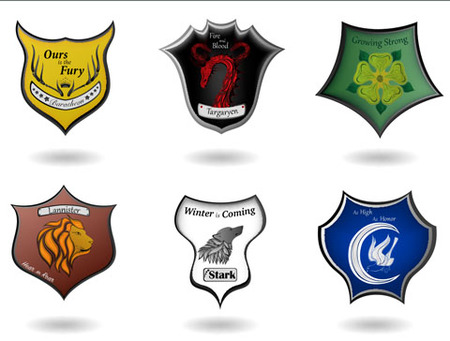 Ours
is the
Fury
Baratheon
Fire
and
Blood
Targaryen
Growing Strong
Lannister
Hear me Roar
Winter is Coming
Stark
As High
As Honor